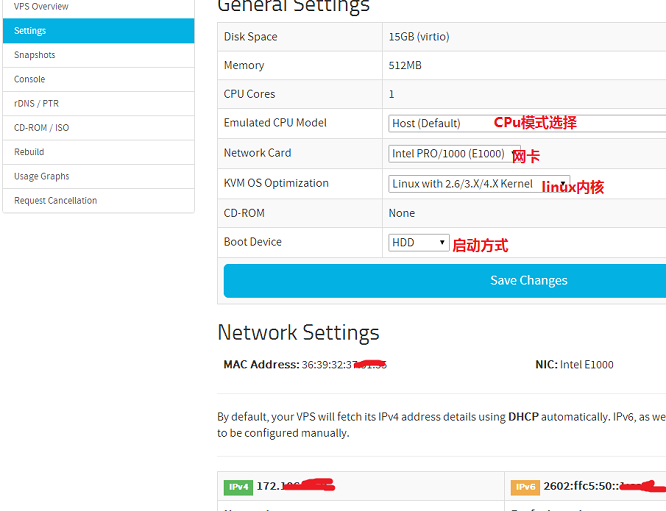 VPS Overview
Settings
Snapshots
Console
rDNS / PTR
CD-ROM / ISO
Rebuild
Usage Graphs
Request Cancellation
General Settings
Disk Space 15GB (virtio)
Memory 512MB
CPU Cores 1
Emulated CPU Model Host (Default) CPu模式选择
Network Card Intel PRO/1000 (E1000) 网卡
KVM OS Optimization Linux with 2.6/3.X/4.X Kernel linux内核
CD-ROM None
Boot Device HDD 启动方式
Save Changes
Network Settings
MAC Address: 36:39:32:37 NIC: Intel E1000
By default, your VPS will fetch its IPv4 address details using DHCP automatically. IPv6, as we
to be configured manually.
IPv4 172. IPv6 2602:ffc5:50::